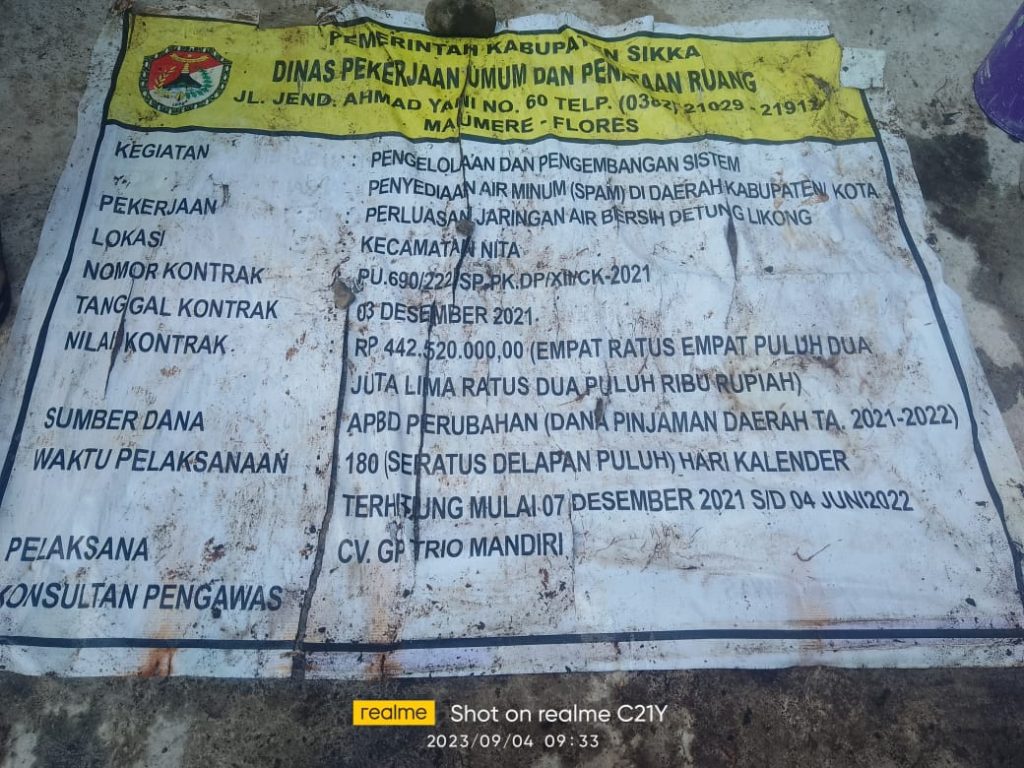 PEMERINTAH KABUPATEN SIKKA
DINAS PEKERJAAN UMUM DAN PENATAAN RUANG
JL. JEND. AHMAD YANI NO. 60 TELP. (0382) 21029 - 21912
MAUMERE - FLORES
KEGIATAN : PENGELOLAAN DAN PENGEMBANGAN SISTEM
PENYEDIAAN AIR MINUM (SPAM) DI DAERAH KABUPATEN\ KOTA
PEKERJAAN : PERLUASAN JARINGAN AIR BERSIH DETUNG LIKONG
LOKASI : KECAMATAN NITA
NOMOR KONTRAK : PU.690/222/SP.PK.DP/XII/CK-2021
TANGGAL KONTRAK : 03 DESEMBER 2021.
NILAI KONTRAK : RP 442.520.000,00 (EMPAT RATUS EMPAT PULUH DUA
JUTA LIMA RATUS DUA PULUH RIBU RUPIAH)
SUMBER DANA : APBD PERUBAHAN (DANA PINJAMAN DAERAH TA. 2021-2022)
WAKTU PELAKSANAAN : 180 (SERATUS DELAPAN PULUH) HARI KALENDER
TERHITUNG MULAI 07 DESEMBER 2021 S/D 04 JUNI2022
PELAKSANA : CV. GP TRIO MANDIRI
KONSULTAN PENGAWAS
realme Shot on realme C21Y
2023/09/04 09:33